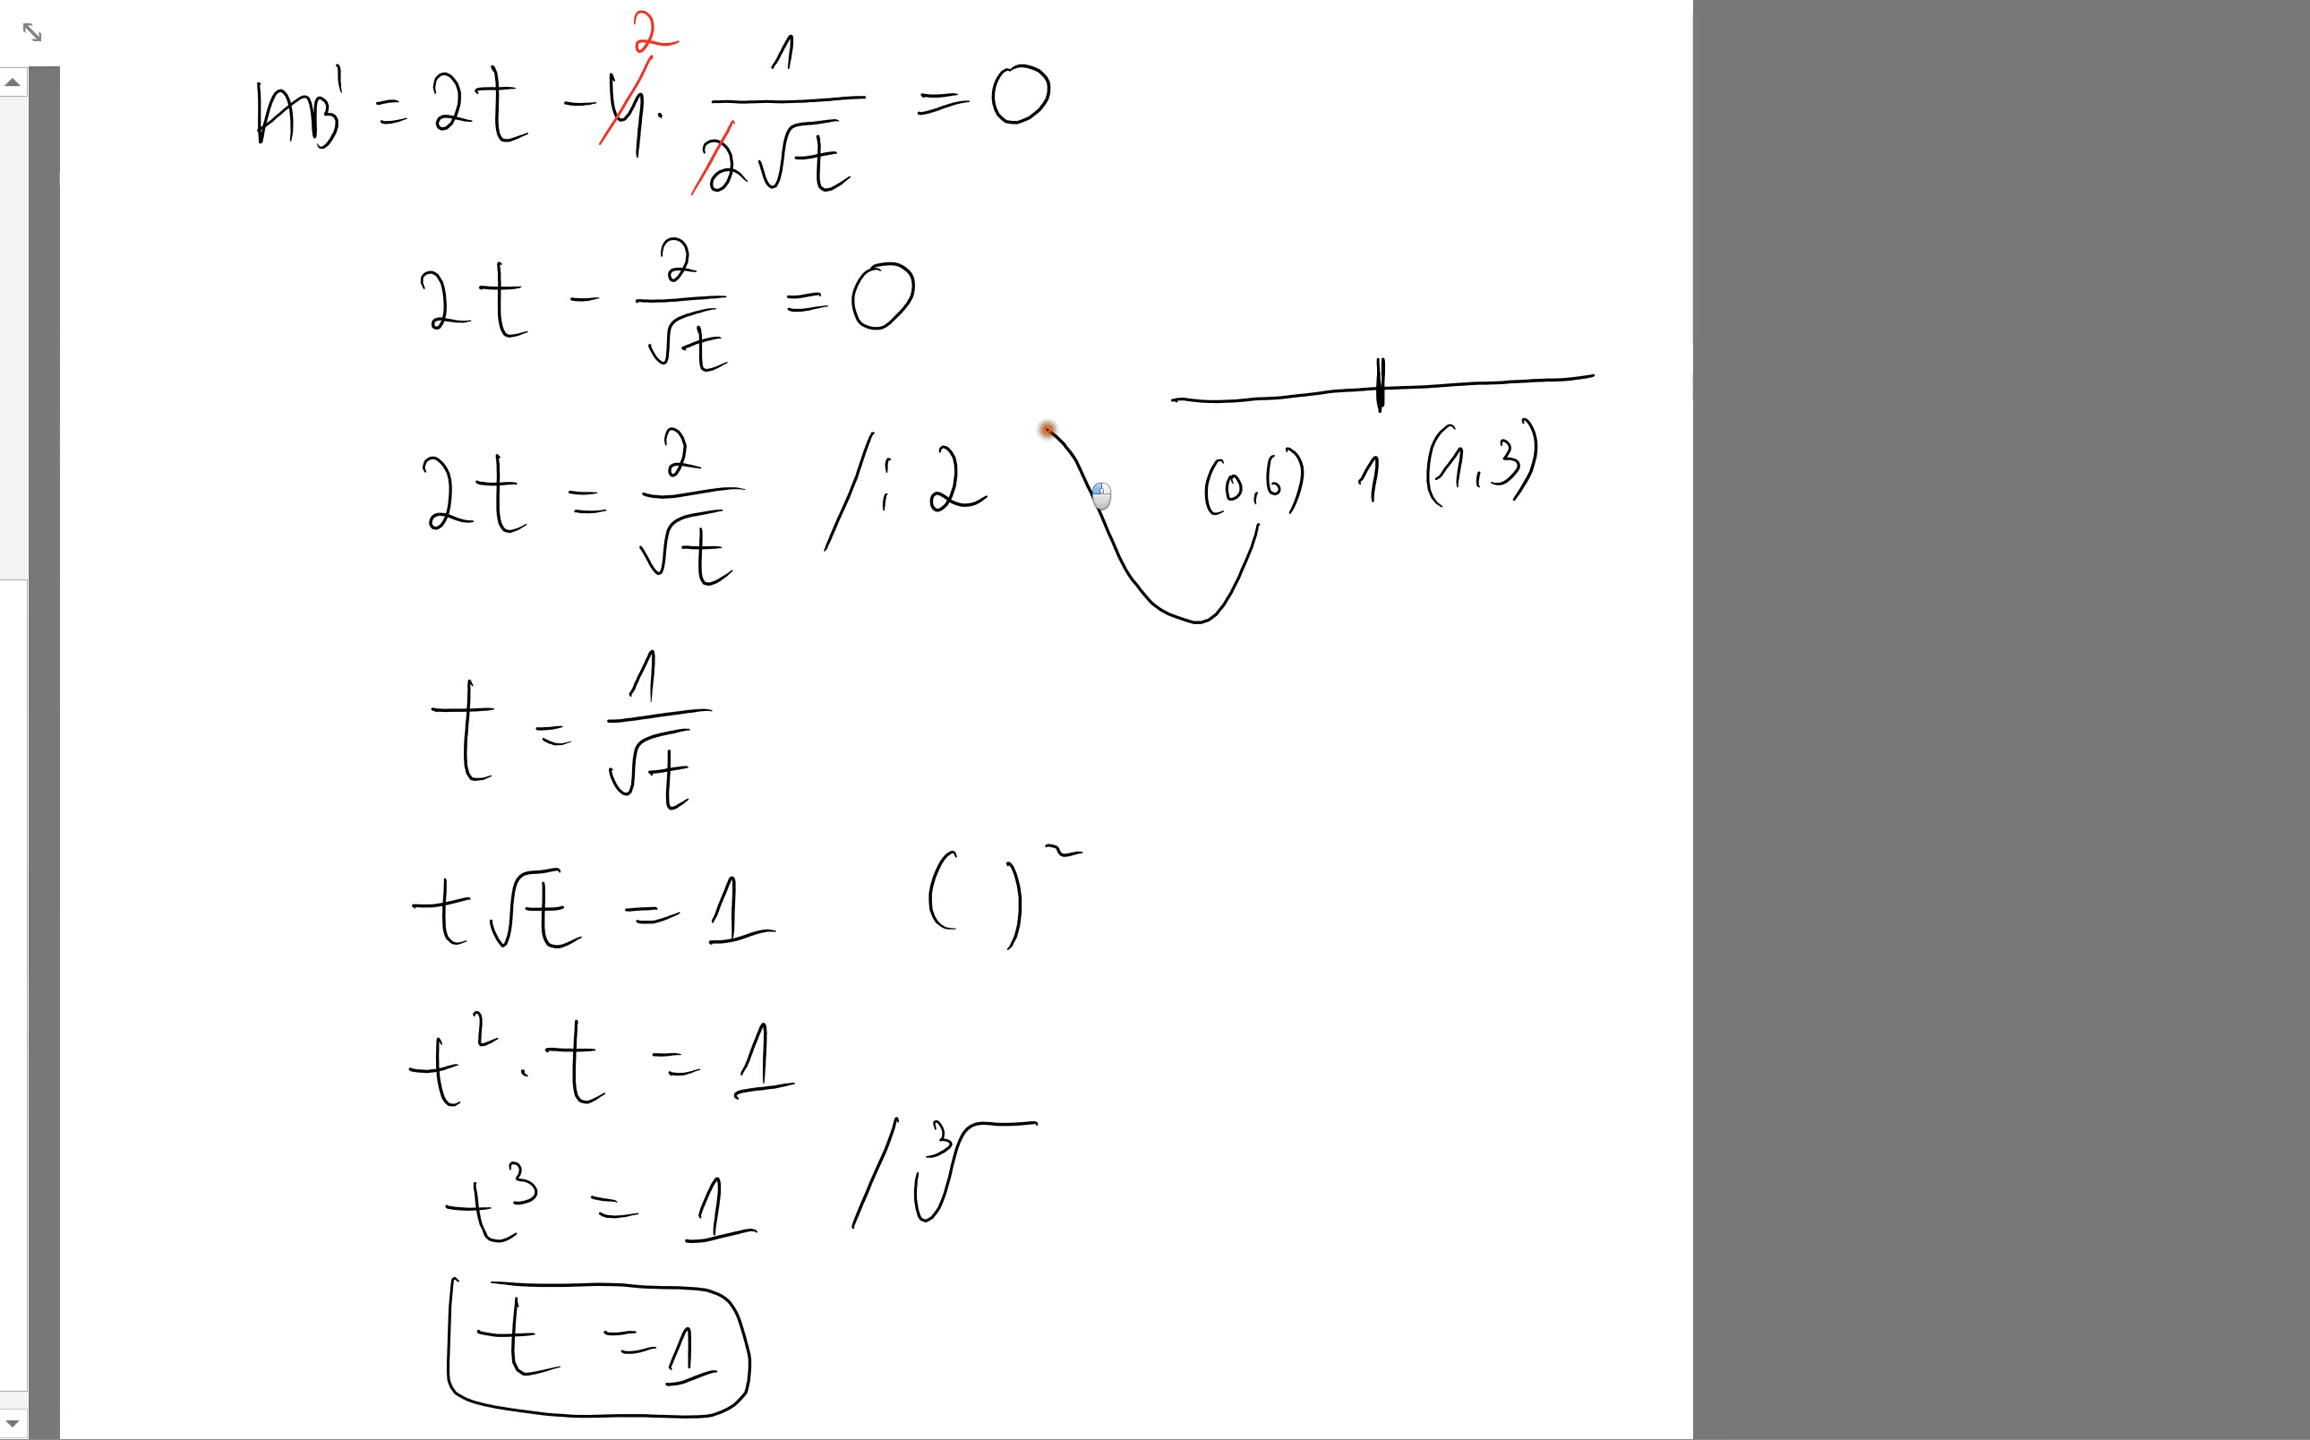 AB' = 2t - 4 · 1/(2√t) = 0
2
2t - 2/√t = 0
2t = 2/√t /:2
(0,6) 1 (1,3)
t = 1/√t
t√t = 1 ( )²
t² · t = 1
t³ = 1 /∛
t = 1